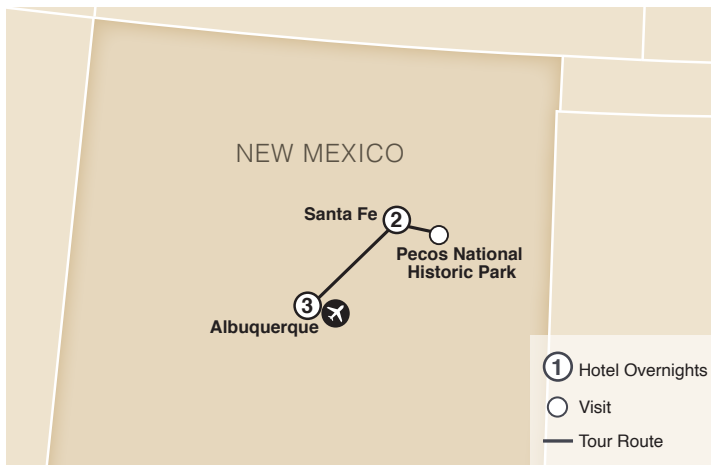 NEW MEXICO
Santa Fe
2
Pecos National
Historic Park
3
Albuquerque
1 Hotel Overnights
Visit
Tour Route